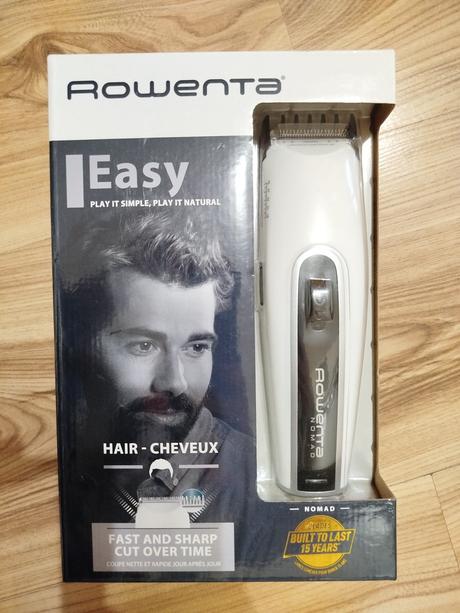 Rowenta®
Easy
PLAY IT SIMPLE, PLAY IT NATURAL
Rowenta
NOMAD
HAIR - CHEVEUX
FAST AND SHARP
CUT OVER TIME
COUPE NETTE ET RAPIDE JOUR APRÈS JOUR
NOMAD
BUILT TO LAST
15 YEARS*